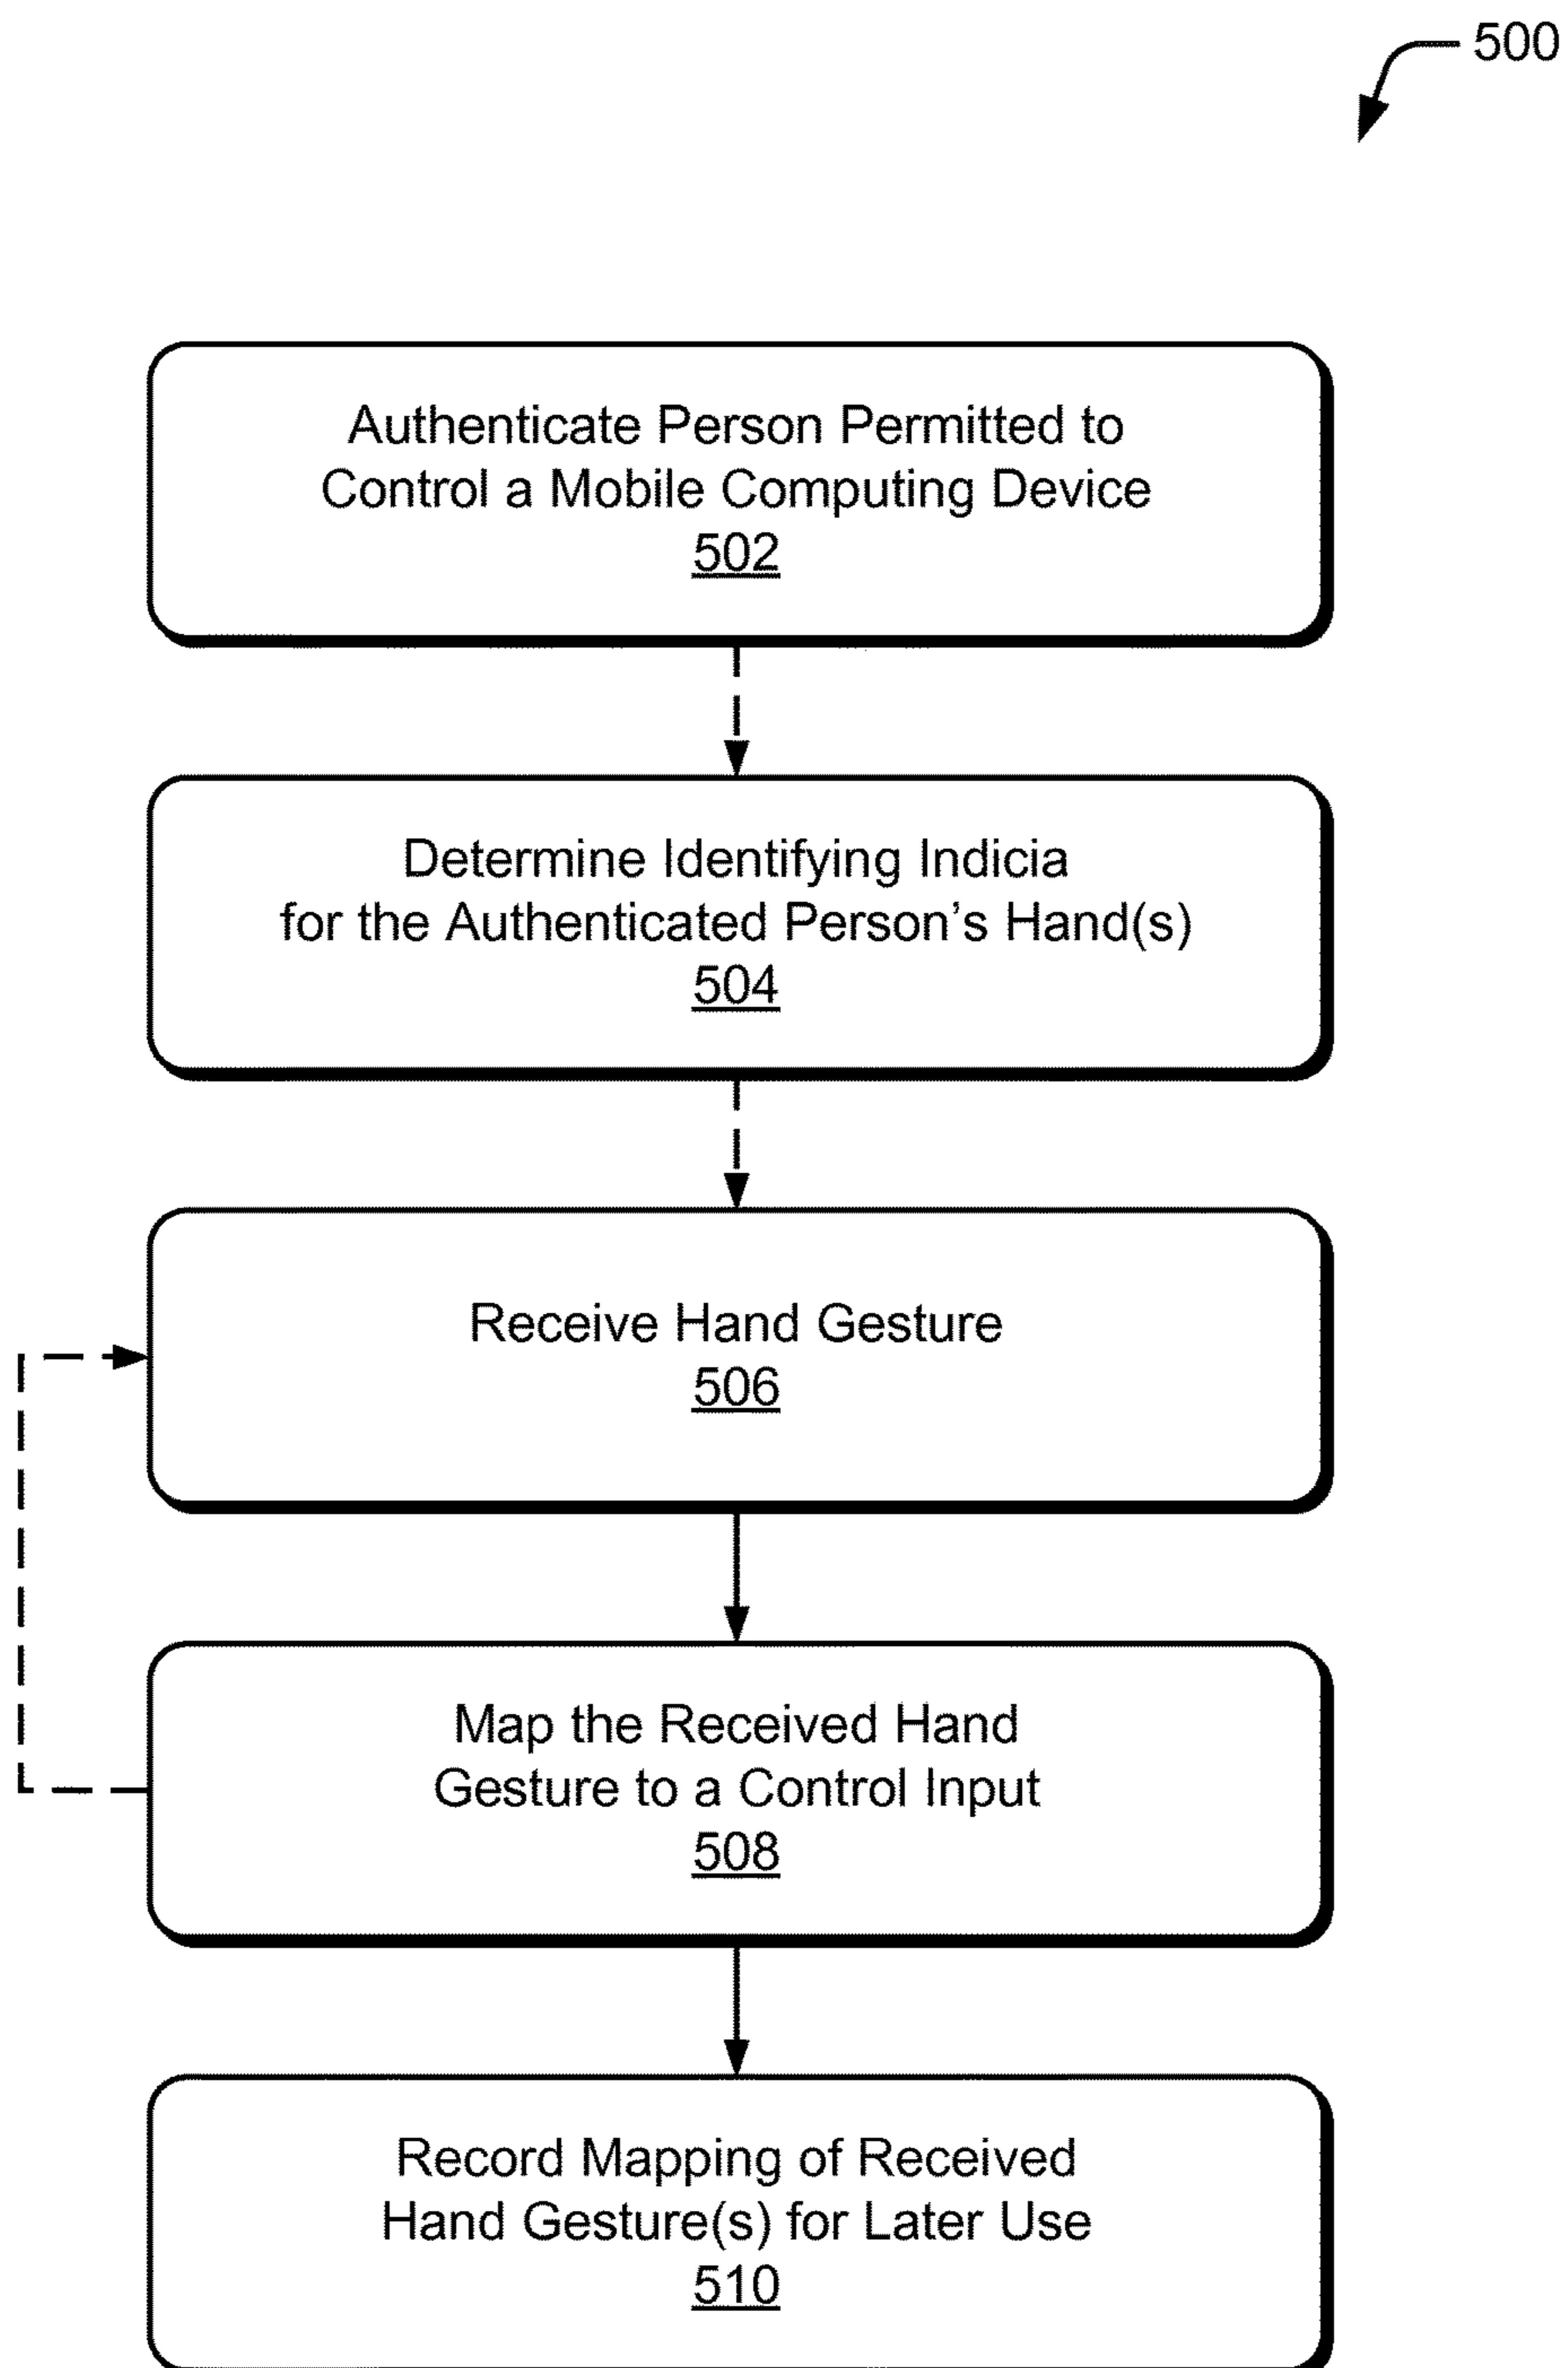 500
Authenticate Person Permitted to
Control a Mobile Computing Device
502
Determine Identifying Indicia
for the Authenticated Person’s Hand(s)
504
Receive Hand Gesture
506
Map the Received Hand
Gesture to a Control Input
508
Record Mapping of Received
Hand Gesture(s) for Later Use
510